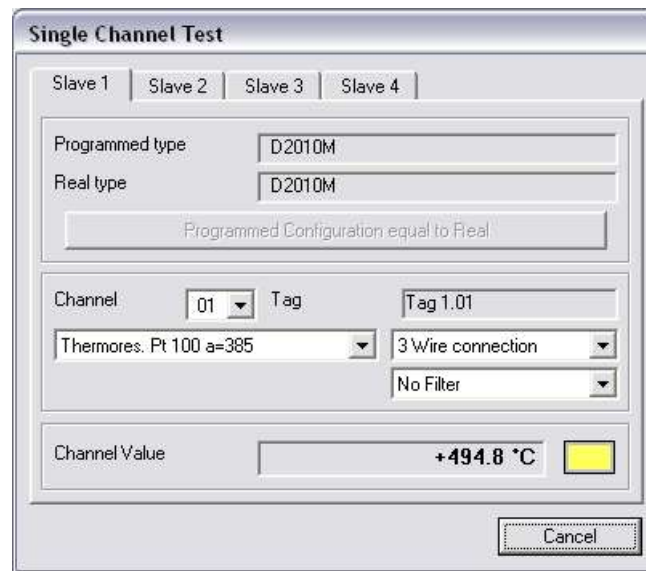 Single Channel Test
Slave 1 Slave 2 Slave 3 Slave 4
Programmed type D2010M
Real type D2010M
Programmed Configuration equal to Real
Channel 01 Tag Tag 1.01
Thermores. Pt 100 a=385 3 Wire connection
No Filter
Channel Value +494.8 °C
Cancel